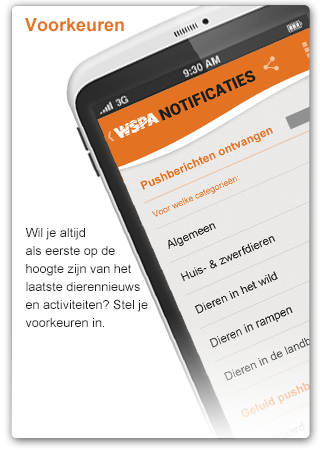 Voorkeuren
3G
9:30 AM
WSPA NOTIFICATIES
Pushberichten ontvangen
Voor welke categorieën:
Algemeen
Huis- & zwerfdieren
Dieren in het wild
Dieren in rampen
Dieren in de landb
Geluid pushb
Wil je altijd
als eerste op de
hoogte zijn van het
laatste dierennieuws
en activiteiten? Stel je
voorkeuren in.